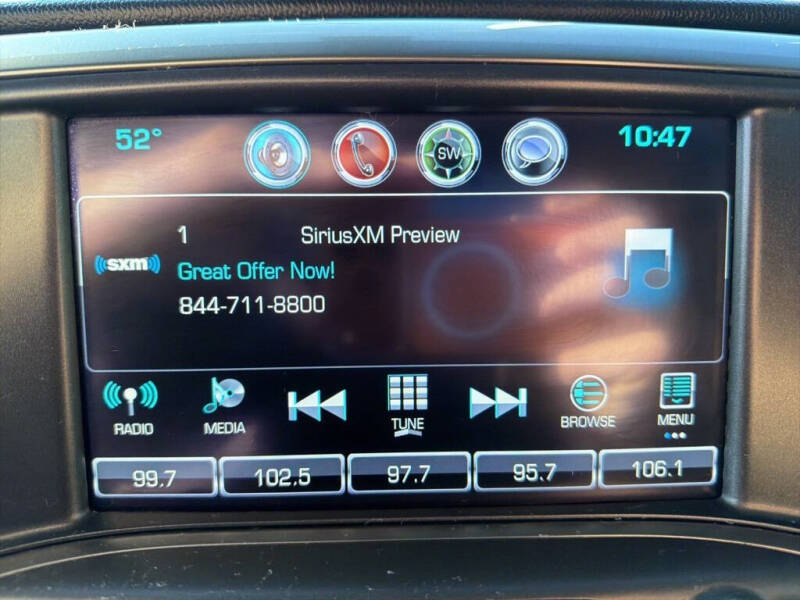 52° SW 10:47
1 SiriusXM Preview
sxm Great Offer Now!
844-711-8800
RADIO MEDIA TUNE BROWSE MENU
99.7 102.5 97.7 95.7 106.1